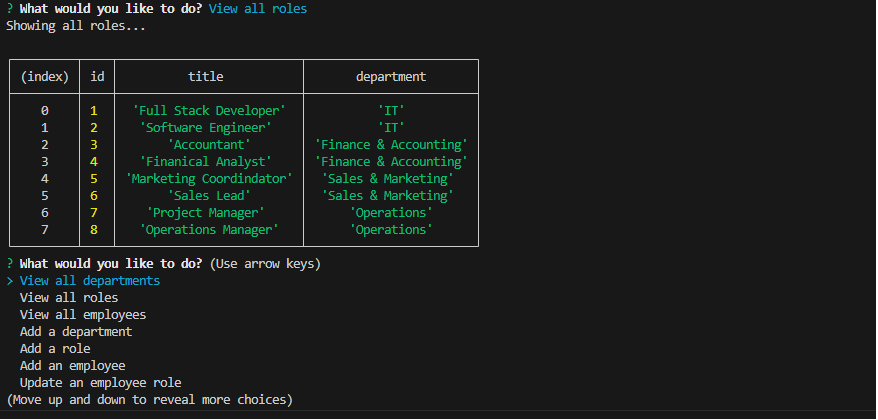 ? What would you like to do? View all roles
Showing all roles...
(index) id title department
0 1 'Full Stack Developer' 'IT'
1 2 'Software Engineer' 'IT'
2 3 'Accountant' 'Finance & Accounting'
3 4 'Finanical Analyst' 'Finance & Accounting'
4 5 'Marketing Coordindator' 'Sales & Marketing'
5 6 'Sales Lead' 'Sales & Marketing'
6 7 'Project Manager' 'Operations'
7 8 'Operations Manager' 'Operations'
? What would you like to do? (Use arrow keys)
> View all departments
View all roles
View all employees
Add a department
Add a role
Add an employee
Update an employee role
(Move up and down to reveal more choices)